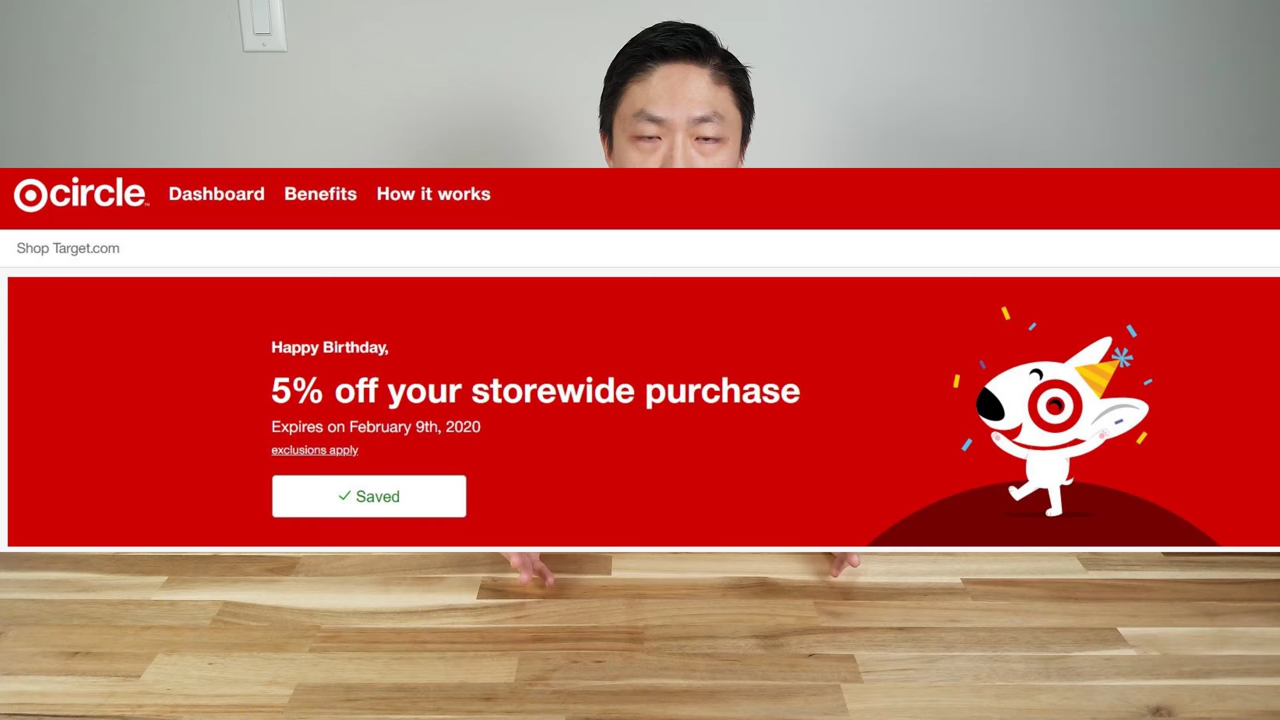 circle™ Dashboard Benefits How it works
Shop Target.com
Happy Birthday,
5% off your storewide purchase
Expires on February 9th, 2020
exclusions apply
✓ Saved